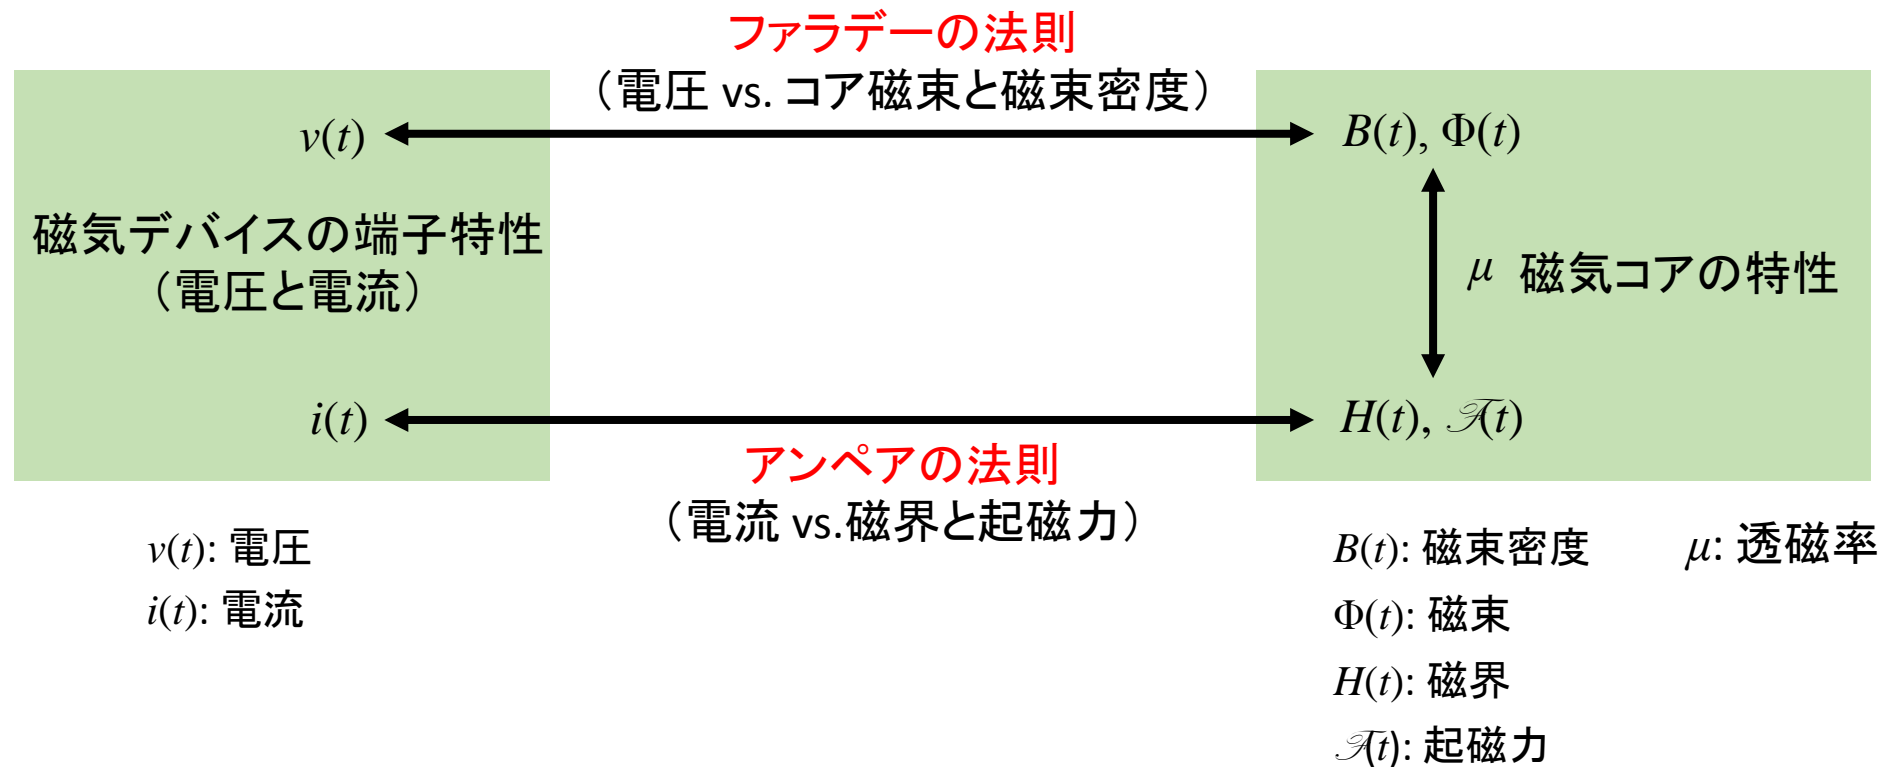 ファラデーの法則
（電圧 vs. コア磁束と磁束密度）
v(t)
B(t), Φ(t)
磁気デバイスの端子特性
（電圧と電流）
μ 磁気コアの特性
i(t)
H(t), ℱ(t)
アンペアの法則
（電流 vs.磁界と起磁力）
v(t): 電圧
i(t): 電流
B(t): 磁束密度
μ: 透磁率
Φ(t): 磁束
H(t): 磁界
ℱ(t): 起磁力